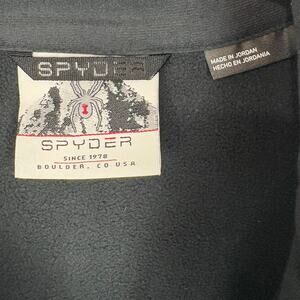 SPYDER
MADE IN JORDAN
HECHO EN JORDANIA
SPYDER
SINCE 1978
BOULDER, CO USA